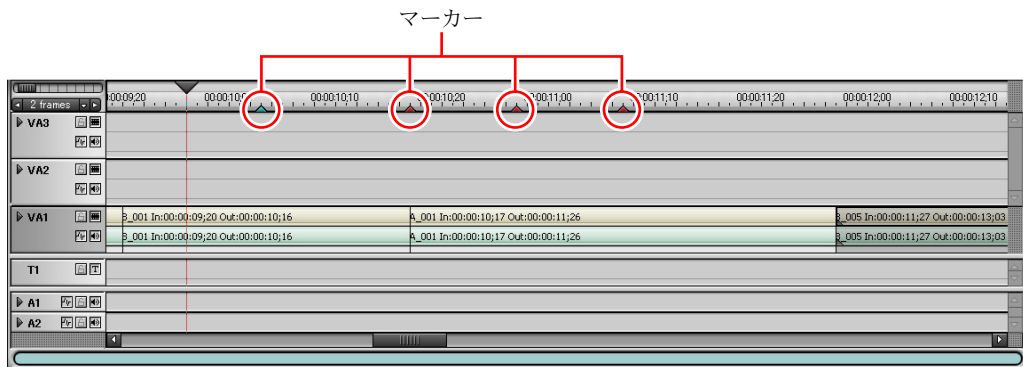 マーカー
2 frames
:00:09;20 00:00:10;00 00:00:10;10 00:00:10;20 00:00:11;00 00:00:11;10 00:00:11;20 00:00:12;00 00:00:12;10
VA3
VA2
VA1
B_001 In:00:00:09;20 Out:00:00:10;16 A_001 In:00:00:10;17 Out:00:00:11;26 B_005 In:00:00:11;27 Out:00:00:13;03
B_001 In:00:00:09;20 Out:00:00:10;16 A_001 In:00:00:10;17 Out:00:00:11;26 B_005 In:00:00:11;27 Out:00:00:13;03
T1 T
A1
A2